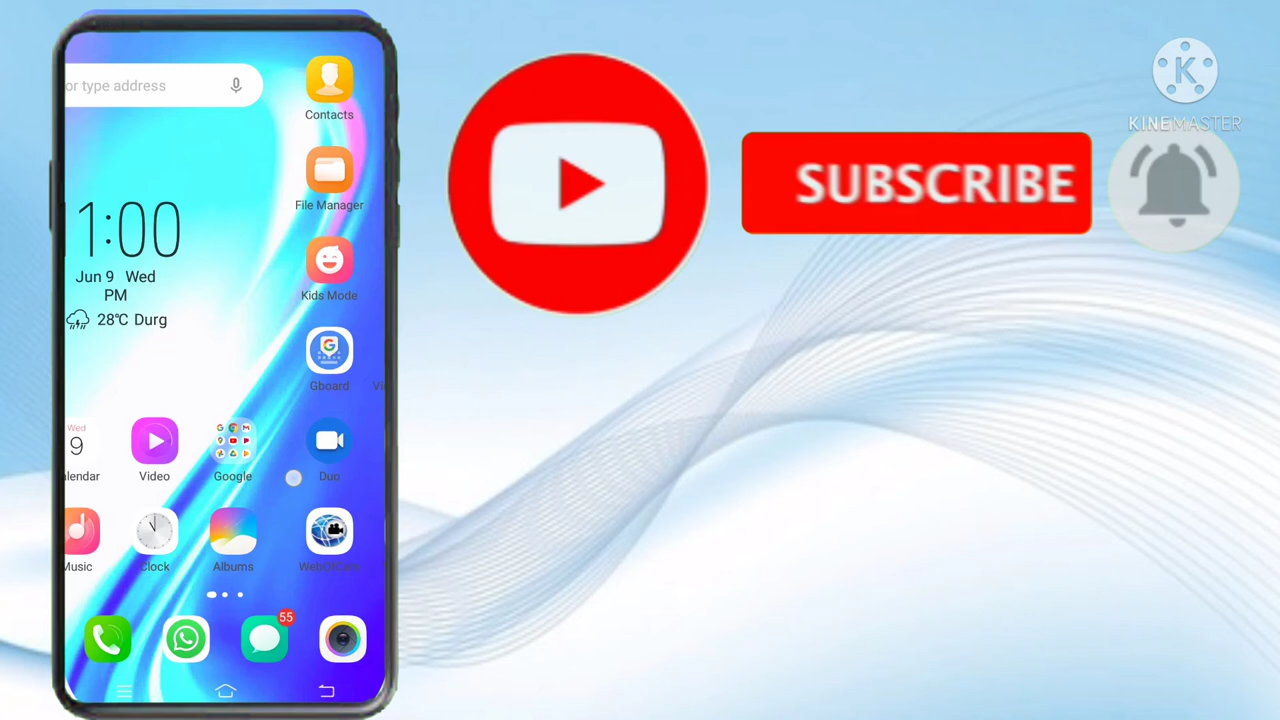 or type address
Contacts
File Manager
1:00
Jun 9 Wed
PM
28℃ Durg
Kids Mode
Gboard
Wed
9
alendar
Video
Google
Duo
Music
Clock
Albums
55
SUBSCRIBE
K
KINEMASTER